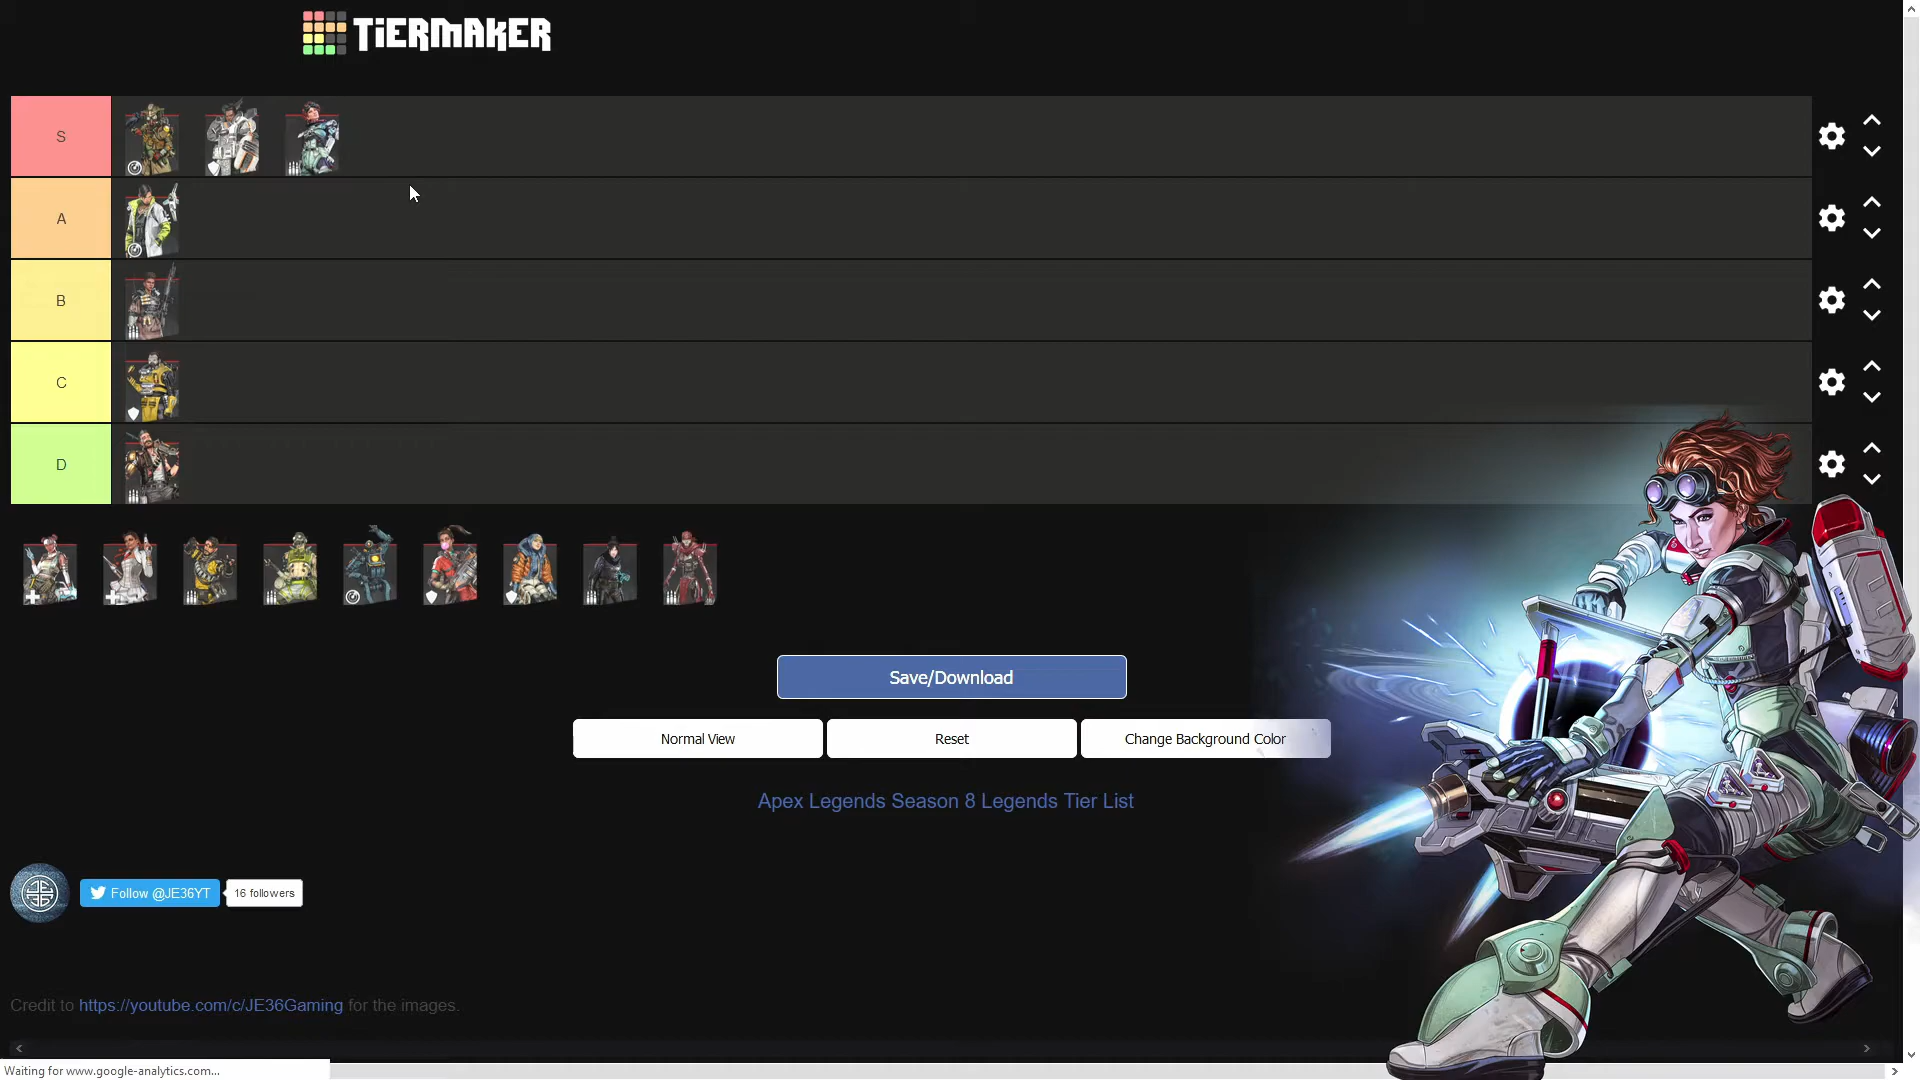 TiERMAKER
S
A
B
C
D
Save/Download
Normal View
Reset
Change Background Color
Apex Legends Season 8 Legends Tier List
Follow @JE36YT
16 followers
Credit to https://youtube.com/c/JE36Gaming for the images.
Waiting for www.google-analytics.com...